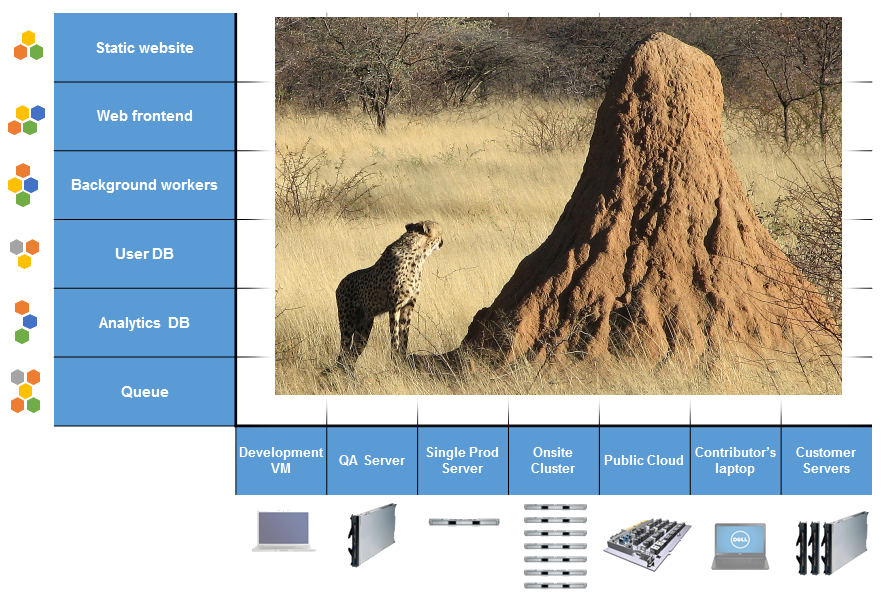 Static website
Web frontend
Background workers
User DB
Analytics  DB
Queue
Development
VM
QA  Server
Single Prod
Server
Onsite
Cluster
Public Cloud
Contributor's
laptop
Customer
Servers
DELL